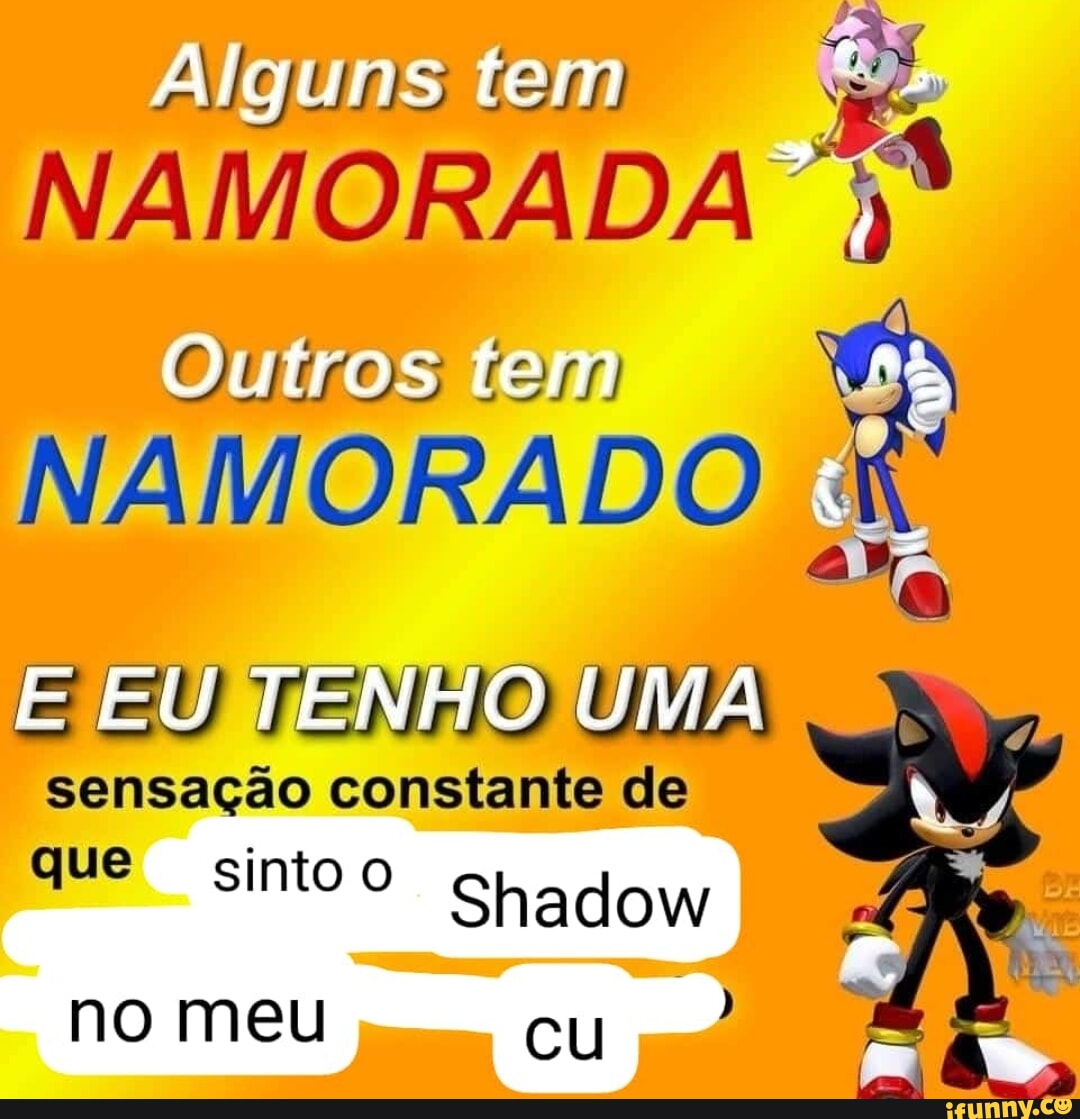 Alguns tem
NAMORADA
Outros tem
NAMORADO
E EU TENHO UMA
sensação constante de
que sinto o Shadow
no meu cu
ifunny.co